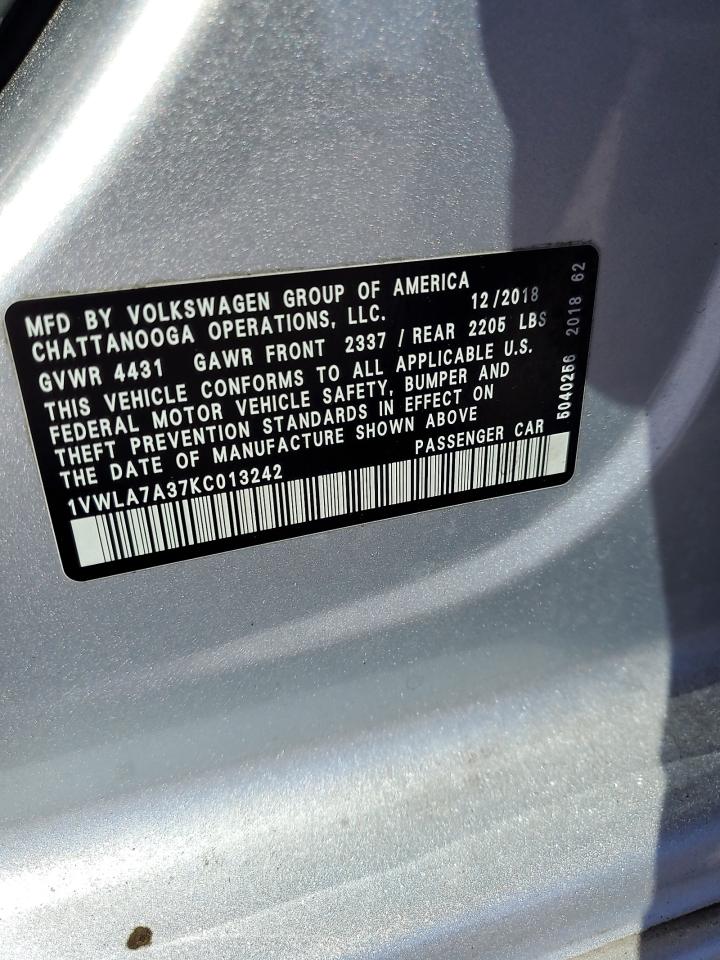 MFD BY VOLKSWAGEN GROUP OF AMERICA
CHATTANOOGA OPERATIONS, LLC. 12/2018
GVWR 4431 GAWR FRONT 2337 / REAR 2205 LBS
THIS VEHICLE CONFORMS TO ALL APPLICABLE U.S.
FEDERAL MOTOR VEHICLE SAFETY, BUMPER AND
THEFT PREVENTION STANDARDS IN EFFECT ON
THE DATE OF MANUFACTURE SHOWN ABOVE
1VWLA7A37KC013242 PASSENGER CAR
5040256 2018 62